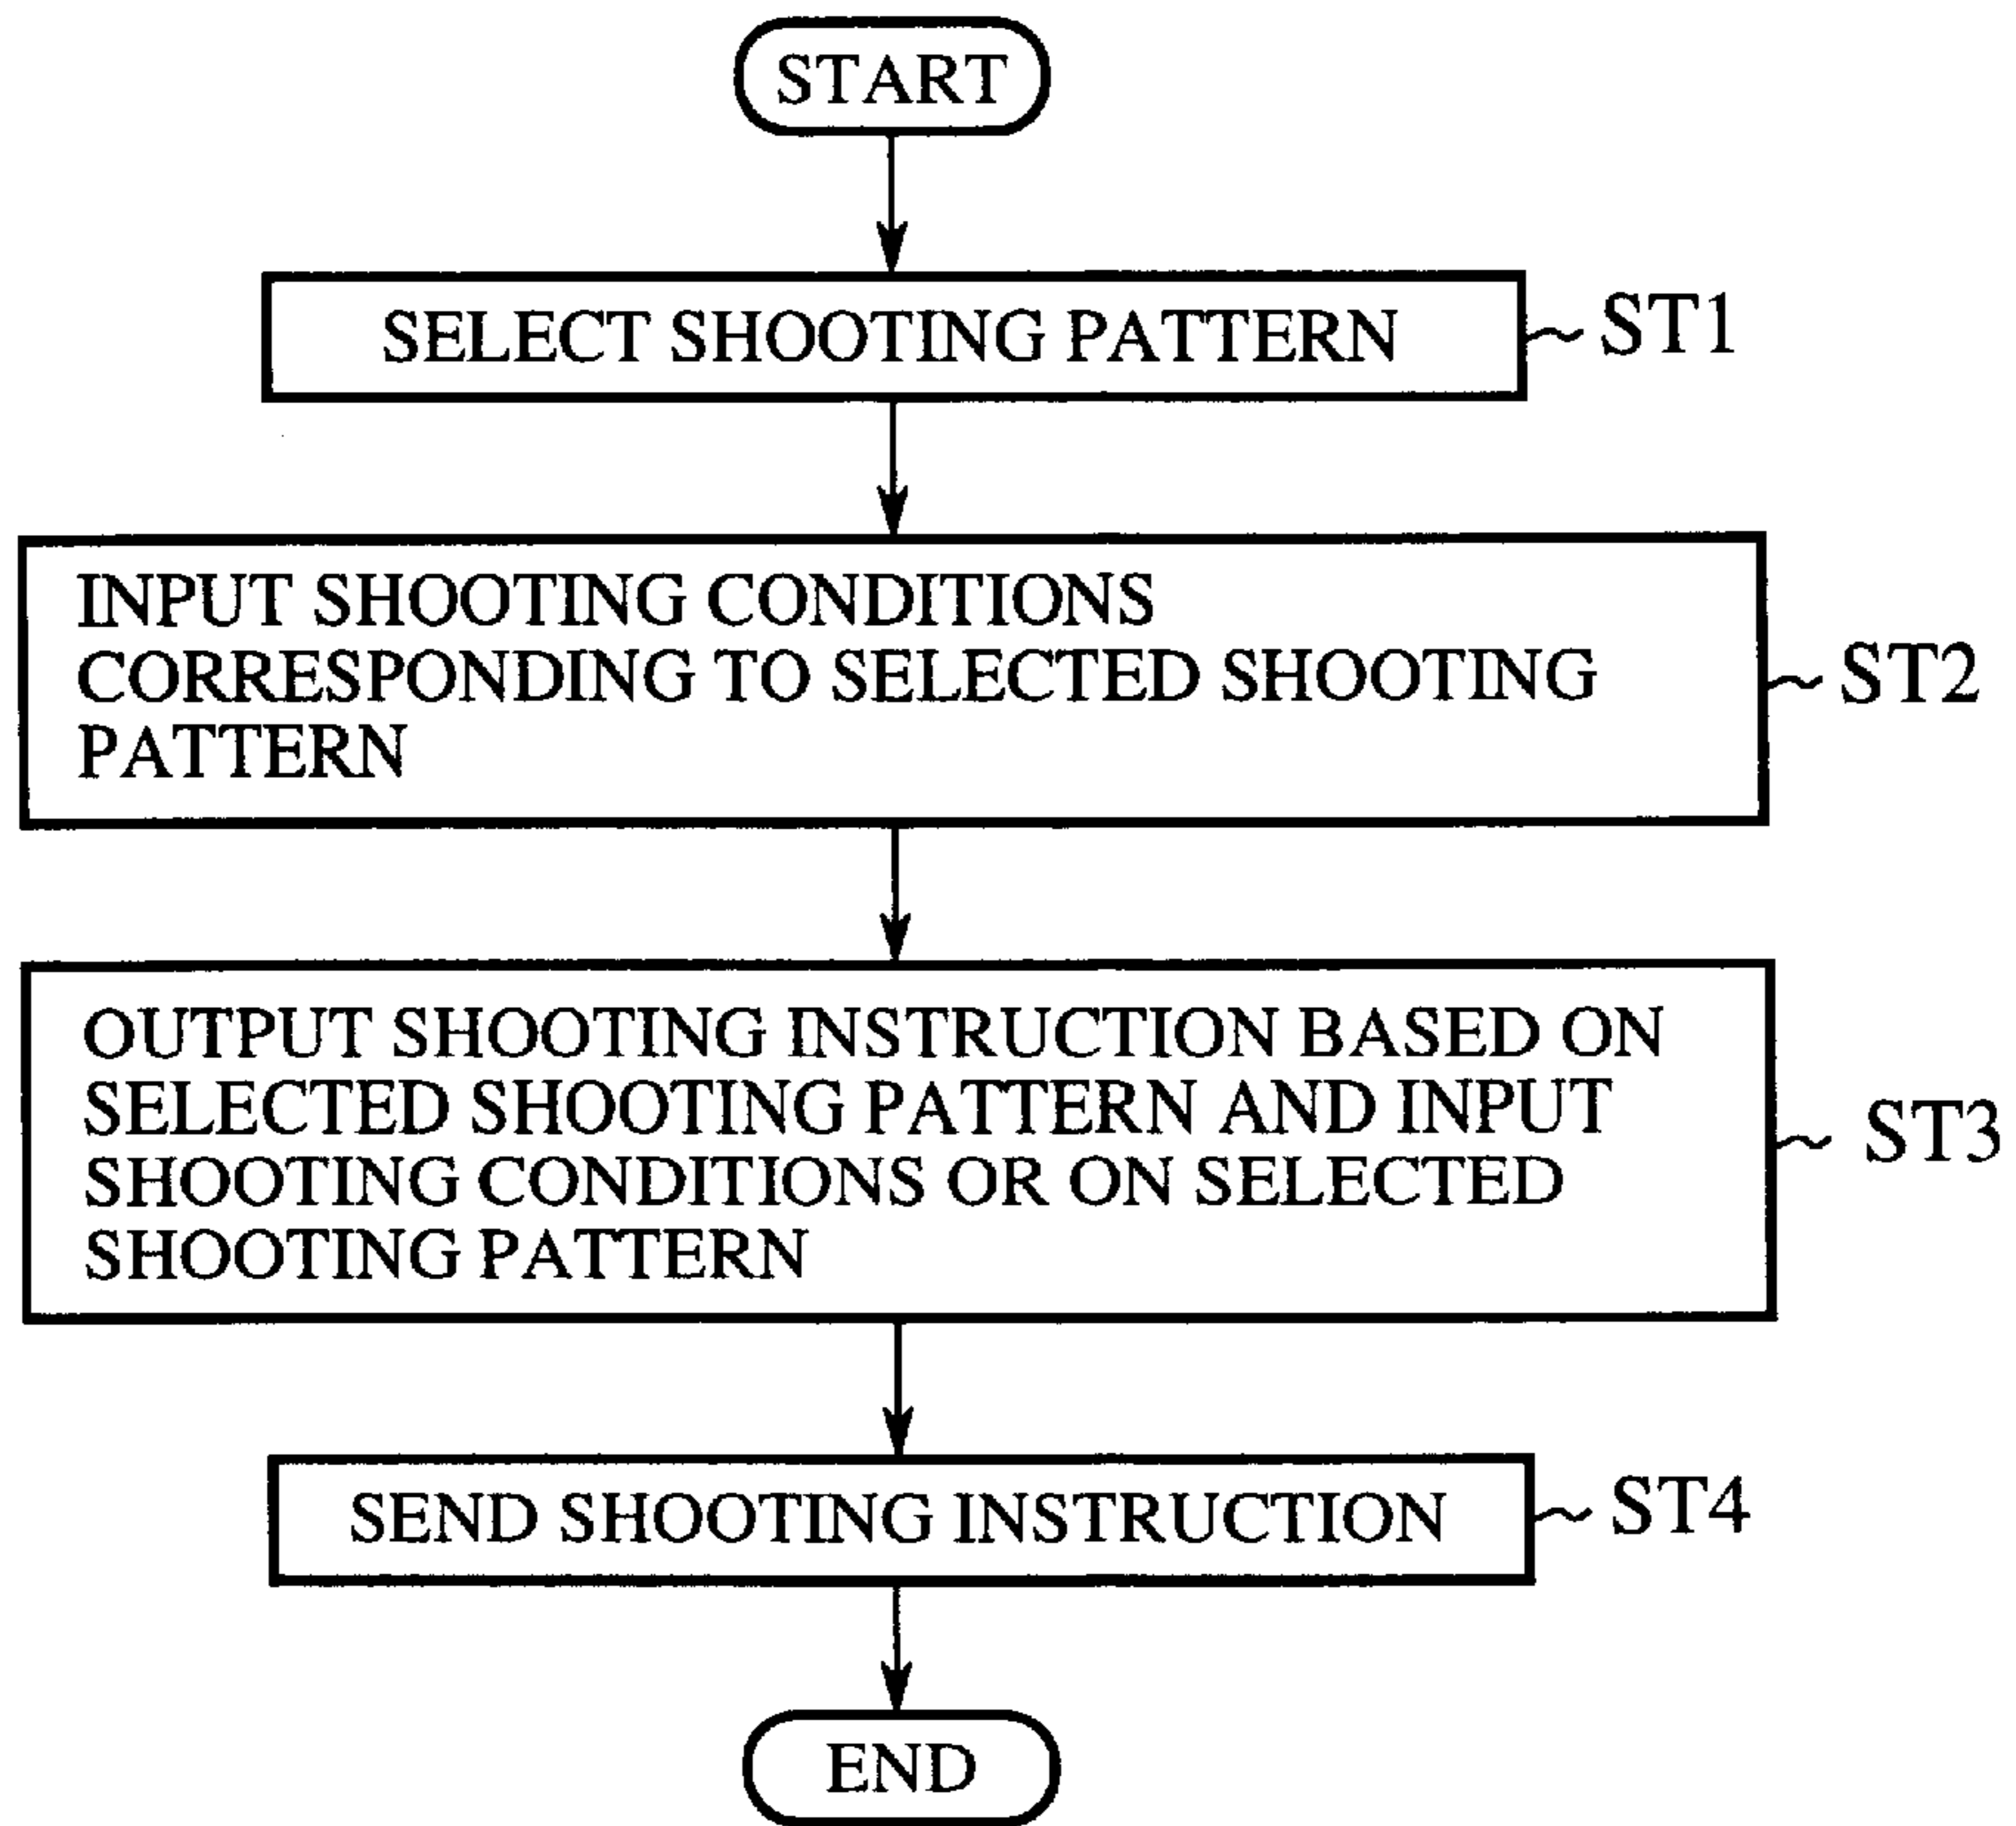 START
SELECT SHOOTING PATTERN
ST1
INPUT SHOOTING CONDITIONS
CORRESPONDING TO SELECTED SHOOTING
PATTERN
ST2
OUTPUT SHOOTING INSTRUCTION BASED ON
SELECTED SHOOTING PATTERN AND INPUT
SHOOTING CONDITIONS OR ON SELECTED
SHOOTING PATTERN
ST3
SEND SHOOTING INSTRUCTION
ST4
END